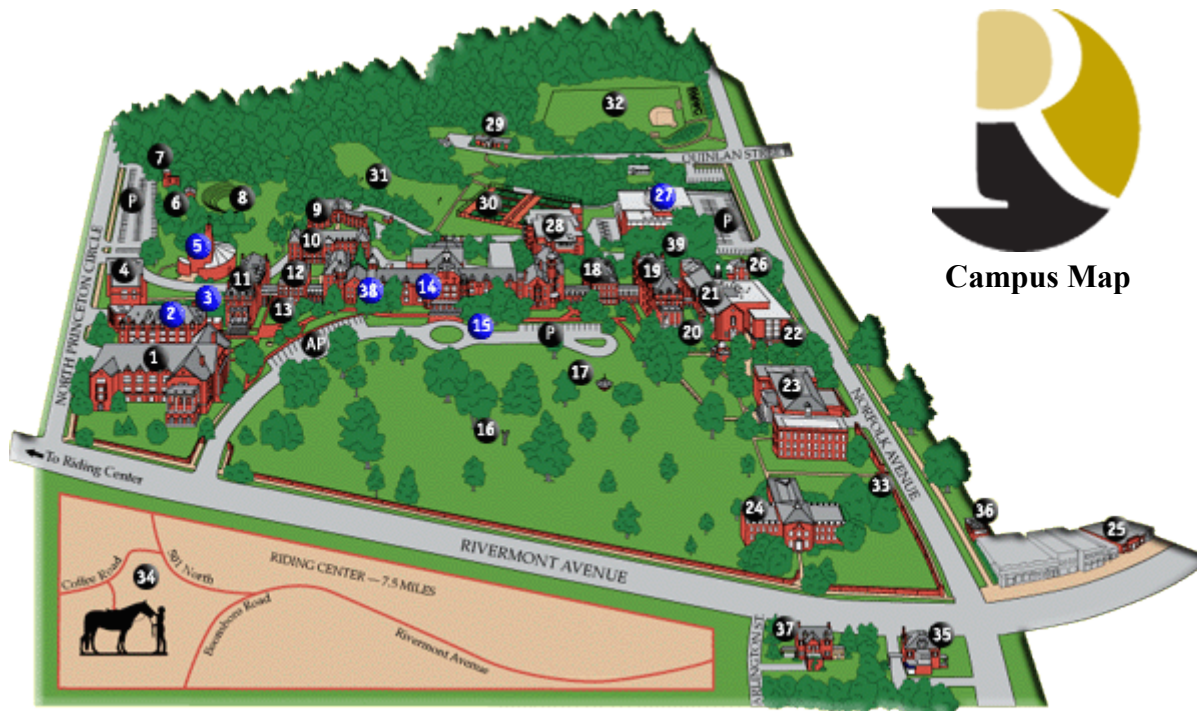 Campus Map
32
29
QUINLAN STREET
7
P
6
8
31
30
27
9
P
28
5
10
39
4
11
12
18
19
26
3
38
14
21
2
13
15
20
22
AP
P
1
17
23
NORTH PRINCETON CIRCLE
NORFOLK AVENUE
16
To Riding Center
33
24
36
25
RIVERMONT AVENUE
RIDING CENTER — 7.5 MILES
501 North
Coffee Road
34
Boonsboro Road
Rivermont Avenue
ARLINGTON ST.
37
35